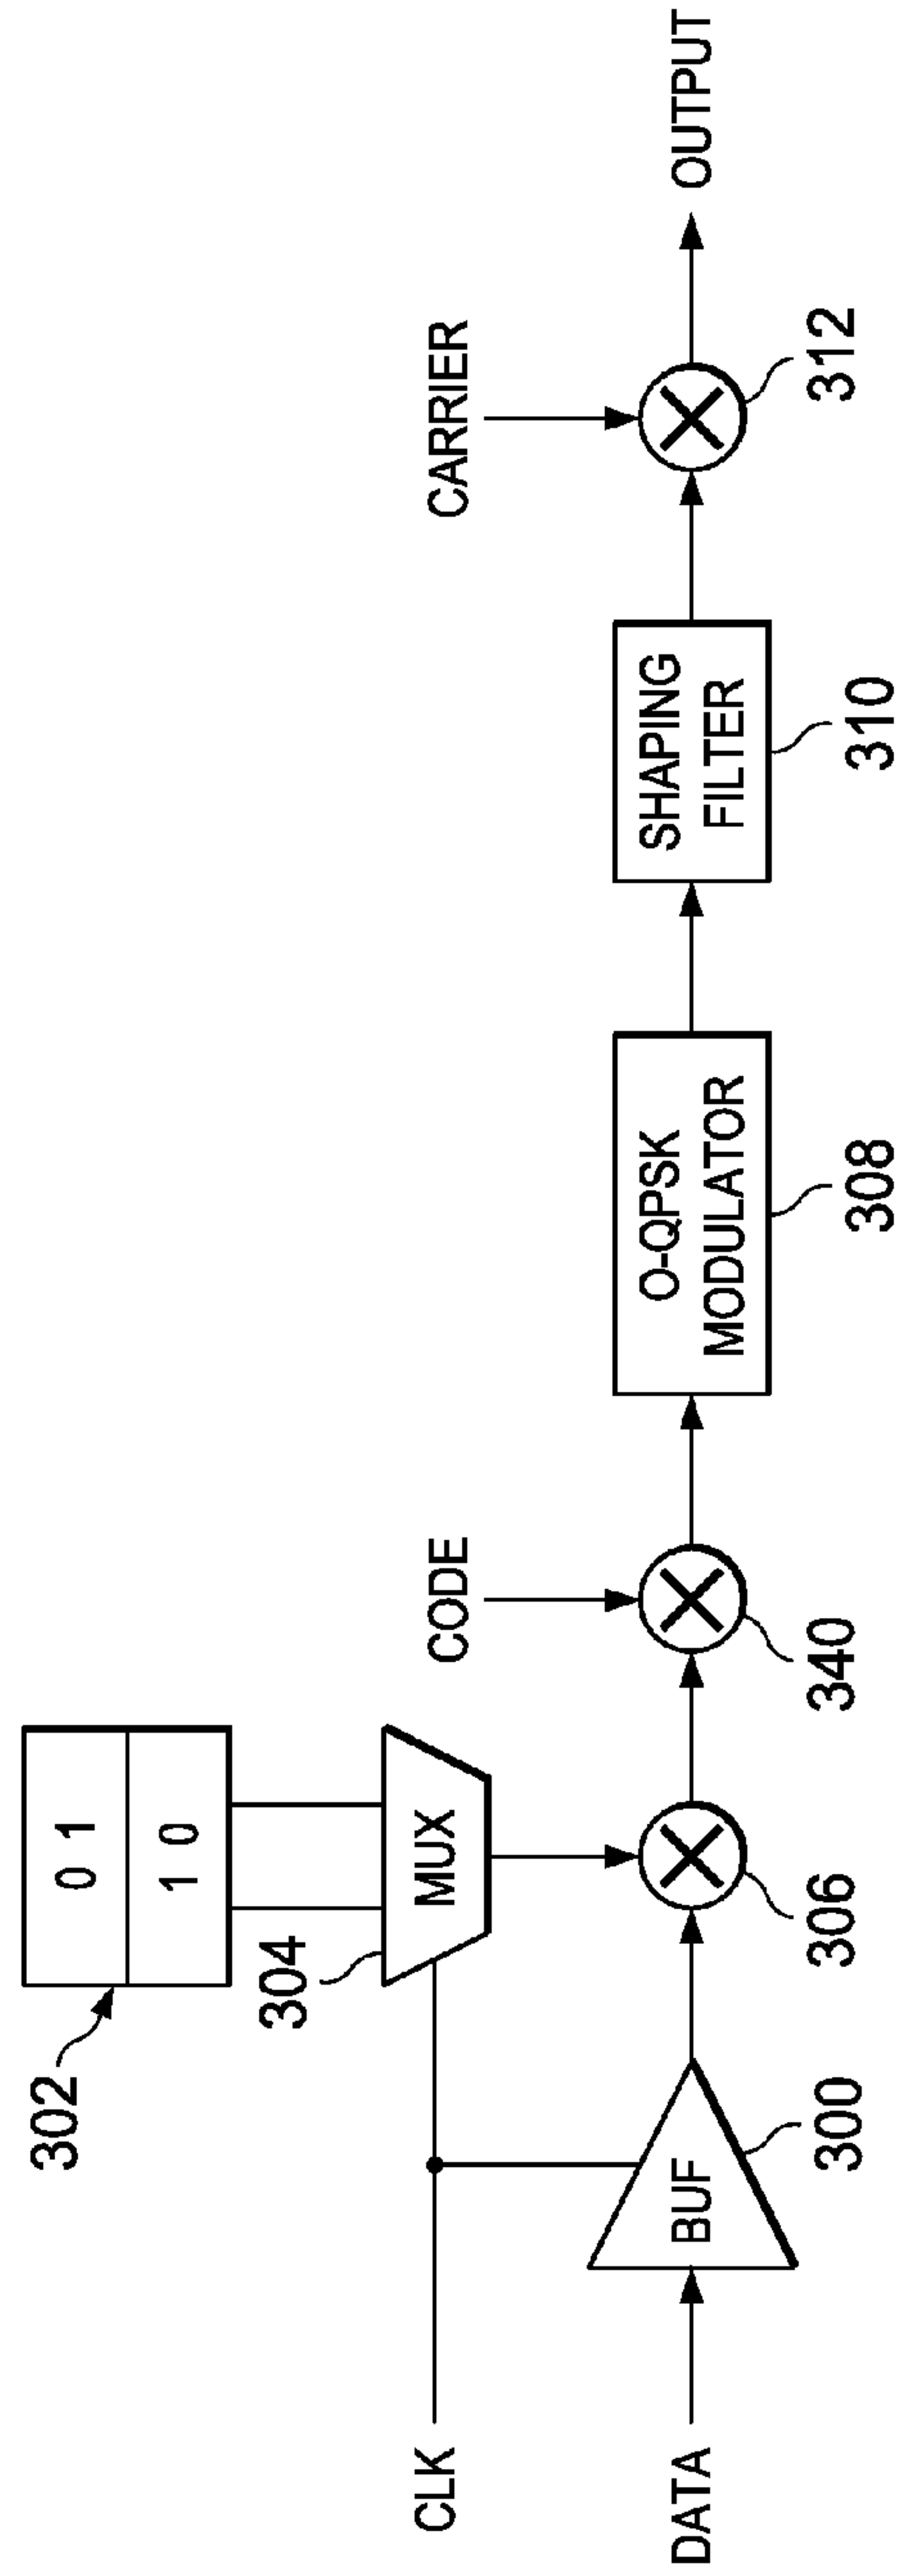 302
0 1
1 0
304
MUX
CLK
CODE
CARRIER
DATA
BUF
300
306
340
O-QPSK
MODULATOR
308
SHAPING
FILTER
310
312
OUTPUT